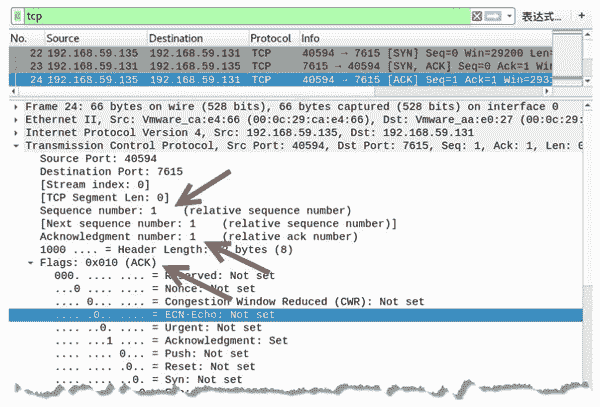 tcp 表达式… +
No. Source Destination Protocol Info
22 192.168.59.135 192.168.59.131 TCP 40594 → 7615 [SYN] Seq=0 Win=29200 Len=
23 192.168.59.131 192.168.59.135 TCP 7615 → 40594 [SYN, ACK] Seq=0 Ack=1 Win
24 192.168.59.135 192.168.59.131 TCP 40594 → 7615 [ACK] Seq=1 Ack=1 Win=293
Frame 24: 66 bytes on wire (528 bits), 66 bytes captured (528 bits) on interface 0
Ethernet II, Src: Vmware_ca:e4:66 (00:0c:29:ca:e4:66), Dst: Vmware_aa:e0:27 (00:0c:29:
Internet Protocol Version 4, Src: 192.168.59.135, Dst: 192.168.59.131
Transmission Control Protocol, Src Port: 40594, Dst Port: 7615, Seq: 1, Ack: 1, Len: 0
Source Port: 40594
Destination Port: 7615
[Stream index: 0]
[TCP Segment Len: 0]
Sequence number: 1 (relative sequence number)
[Next sequence number: 1 (relative sequence number)]
Acknowledgment number: 1 (relative ack number)
1000 .... = Header Length: bytes (8)
Flags: 0x010 (ACK)
000. .... .... = Reserved: Not set
...0 .... .... = Nonce: Not set
.... 0... .... = Congestion Window Reduced (CWR): Not set
.... .0.. .... = ECN-Echo: Not set
.... ..0. .... = Urgent: Not set
.... ...1 .... = Acknowledgment: Set
.... .... 0... = Push: Not set
.... .... .0.. = Reset: Not set
.... .... ..0. = Syn: Not set